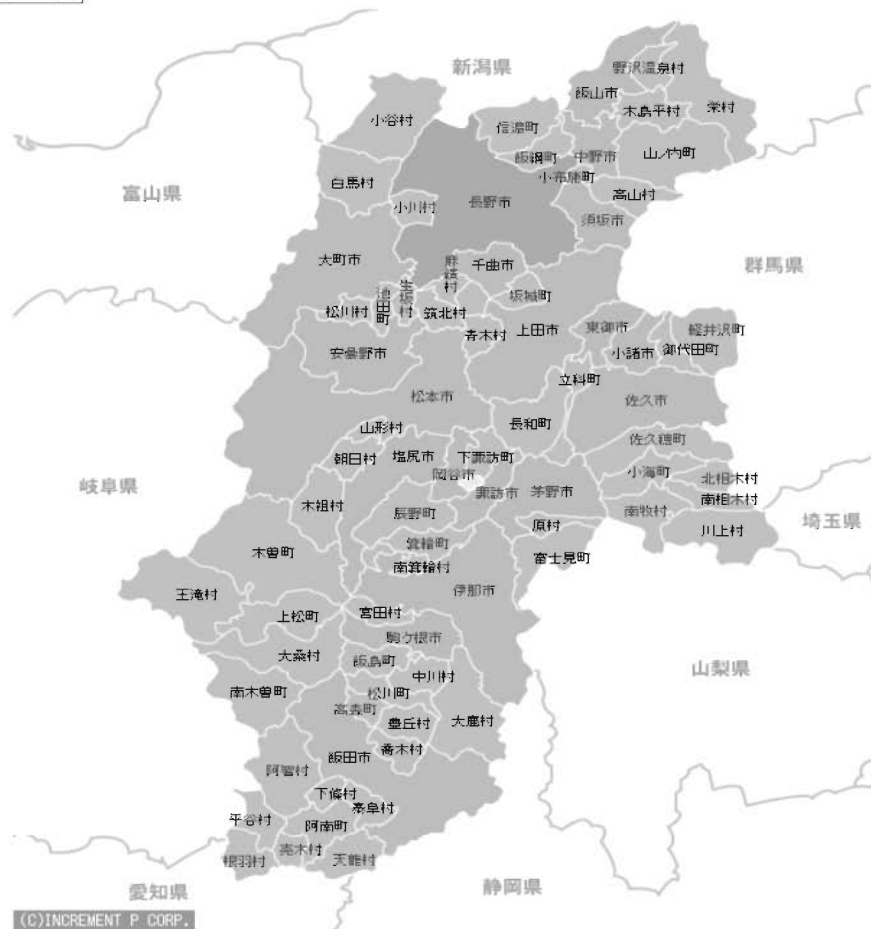 新潟県
野沢温泉村
飯山市
木島平村
栄村
小谷村
信濃町
飯綱町
中野市
山ノ内町
小布施町
白馬村
富山県
高山村
小川村
長野市
須坂市
大町市
麻績村
千曲市
群馬県
生坂村
池田町
坂城町
松川村
筑北村
青木村
上田市
東御市
軽井沢町
安曇野市
小諸市
御代田町
立科町
松本市
佐久市
山形村
長和町
佐久穂町
朝日村
塩尻市
下諏訪町
小海町
岡谷市
北相木村
岐阜県
諏訪市
茅野市
南相木村
木祖村
辰野町
南牧村
埼玉県
原村
川上村
箕輪町
木曽町
南箕輪村
富士見町
伊那市
王滝村
上松町
宮田村
駒ケ根市
大桑村
飯島町
中川村
山梨県
南木曽町
松川町
高森町
豊丘村
大鹿村
喬木村
飯田市
阿智村
下條村
泰阜村
平谷村
阿南町
売木村
根羽村
天龍村
愛知県
静岡県
(C)INCREMENT P CORP.